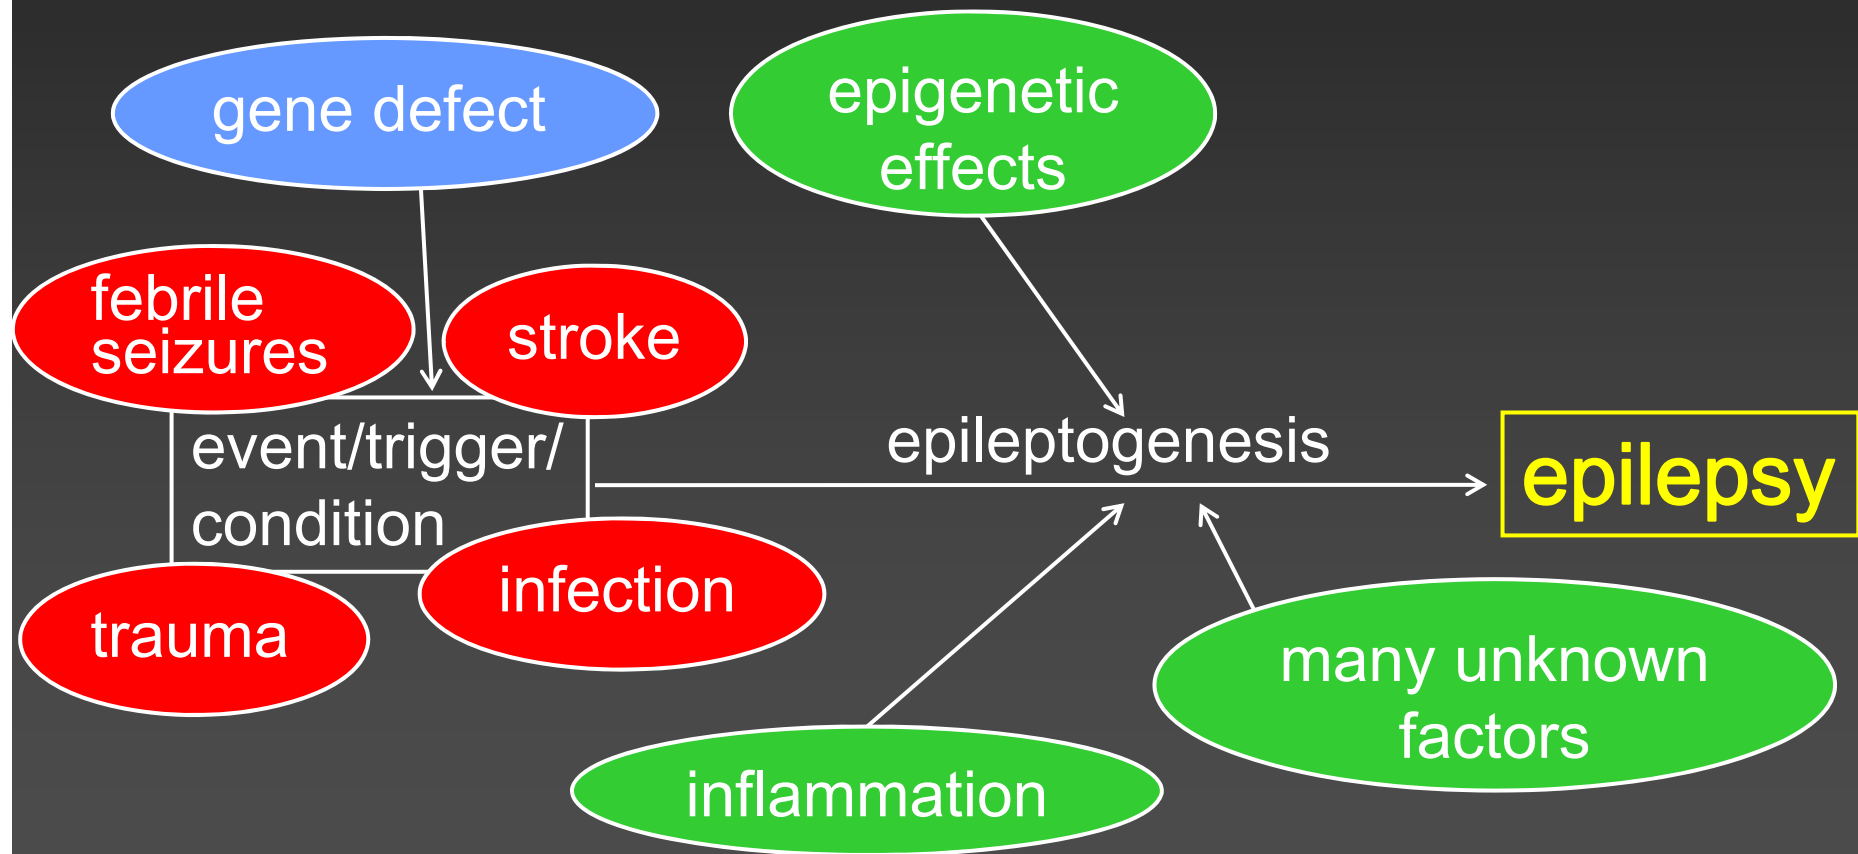 gene defect
epigenetic
effects
febrile
seizures
stroke
event/trigger/
condition
epileptogenesis
epilepsy
infection
trauma
many unknown
factors
inflammation